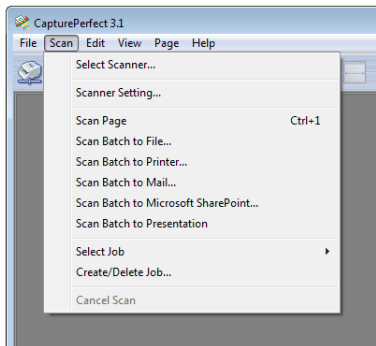 CapturePerfect 3.1
File Scan Edit View Page Help
Select Scanner...
Scanner Setting...
Scan Page Ctrl+1
Scan Batch to File...
Scan Batch to Printer...
Scan Batch to Mail...
Scan Batch to Microsoft SharePoint...
Scan Batch to Presentation
Select Job
Create/Delete Job...
Cancel Scan